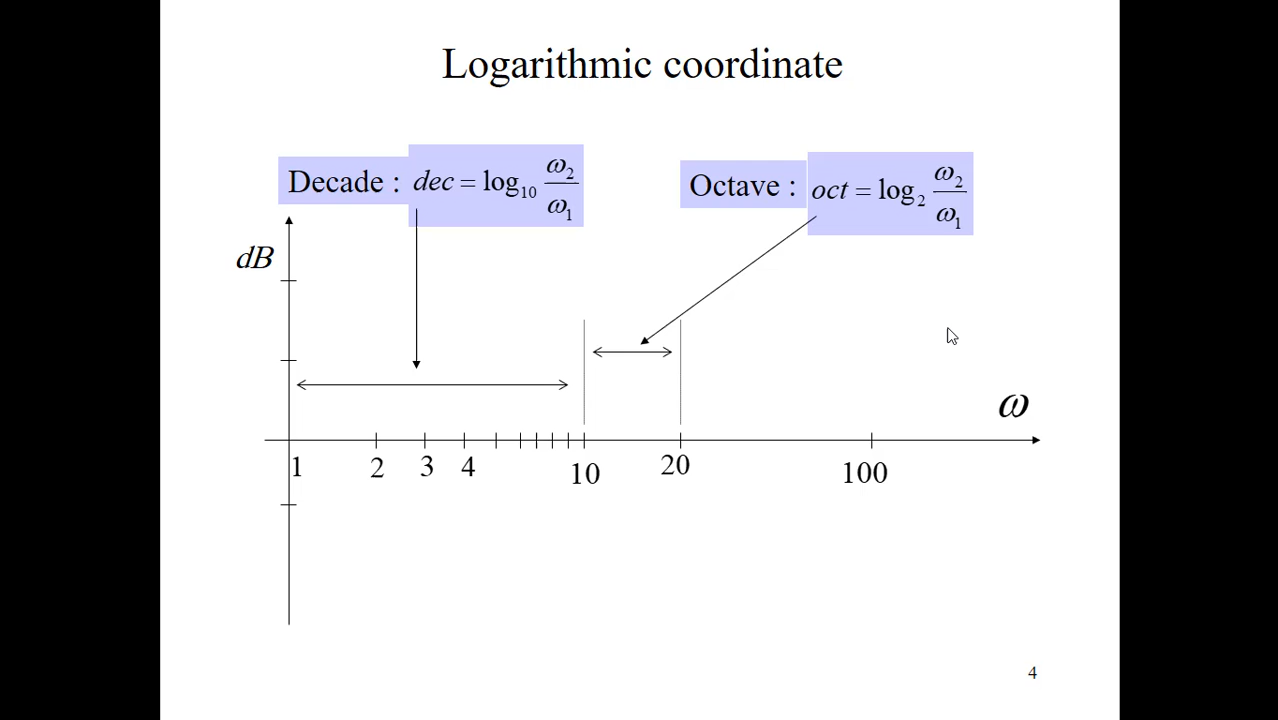 Logarithmic coordinate
Decade : dec = log₁₀ ω₂/ω₁
Octave : oct = log₂ ω₂/ω₁
dB
ω
1 2 3 4 10 20 100
4